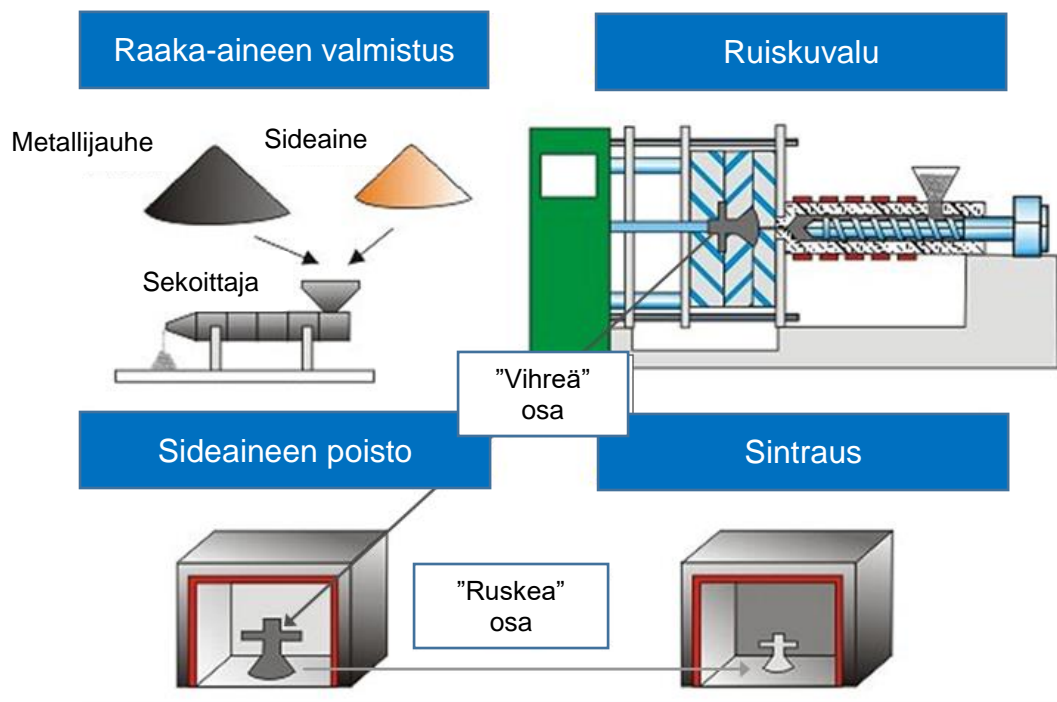 Raaka-aineen valmistus
Ruiskuvalu
Metallijauhe
Sideaine
Sekoittaja
”Vihreä”
osa
Sideaineen poisto
Sintraus
”Ruskea”
osa